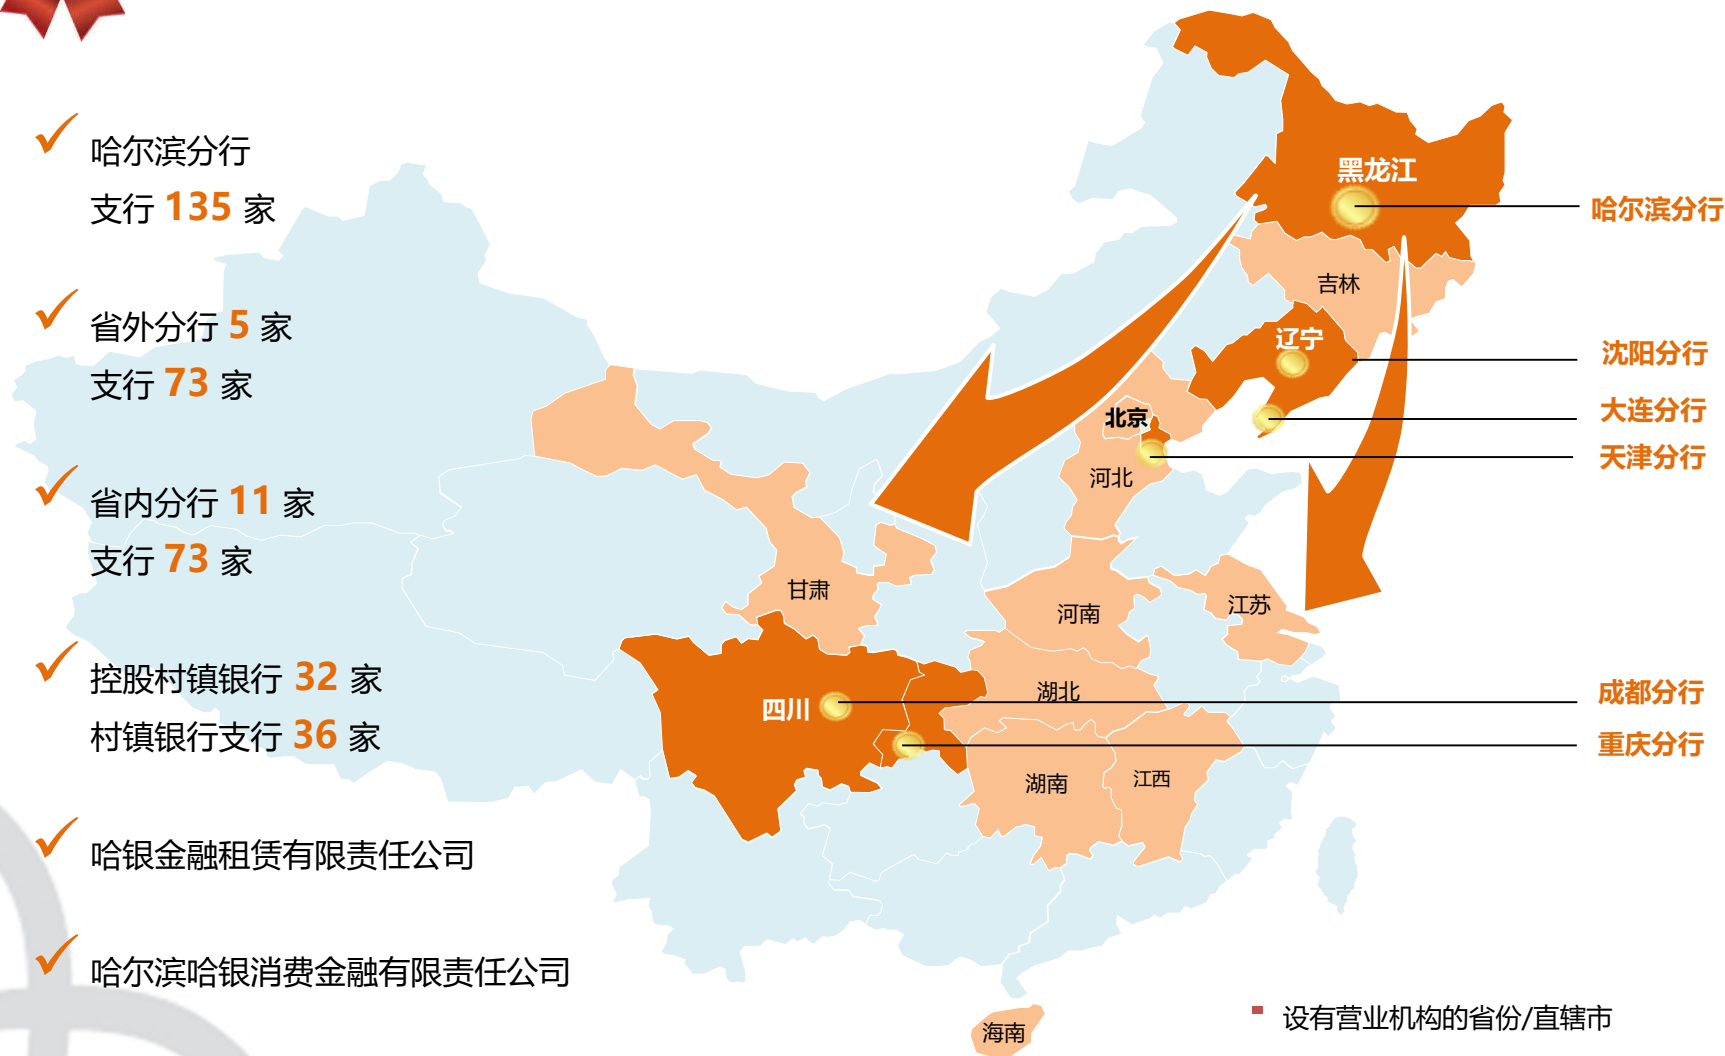 哈尔滨分行
支行 135 家
省外分行 5 家
支行 73 家
省内分行 11 家
支行 73 家
控股村镇银行 32 家
村镇银行支行 36 家
哈银金融租赁有限责任公司
哈尔滨哈银消费金融有限责任公司
黑龙江
哈尔滨分行
吉林
辽宁
沈阳分行
大连分行
北京
天津分行
河北
甘肃
河南
江苏
四川
湖北
成都分行
重庆分行
湖南
江西
海南
设有营业机构的省份/直辖市